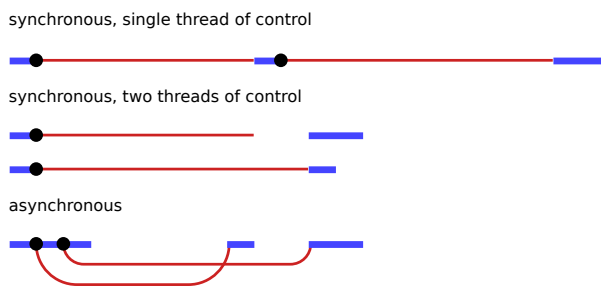 synchronous, single thread of control
synchronous, two threads of control
asynchronous